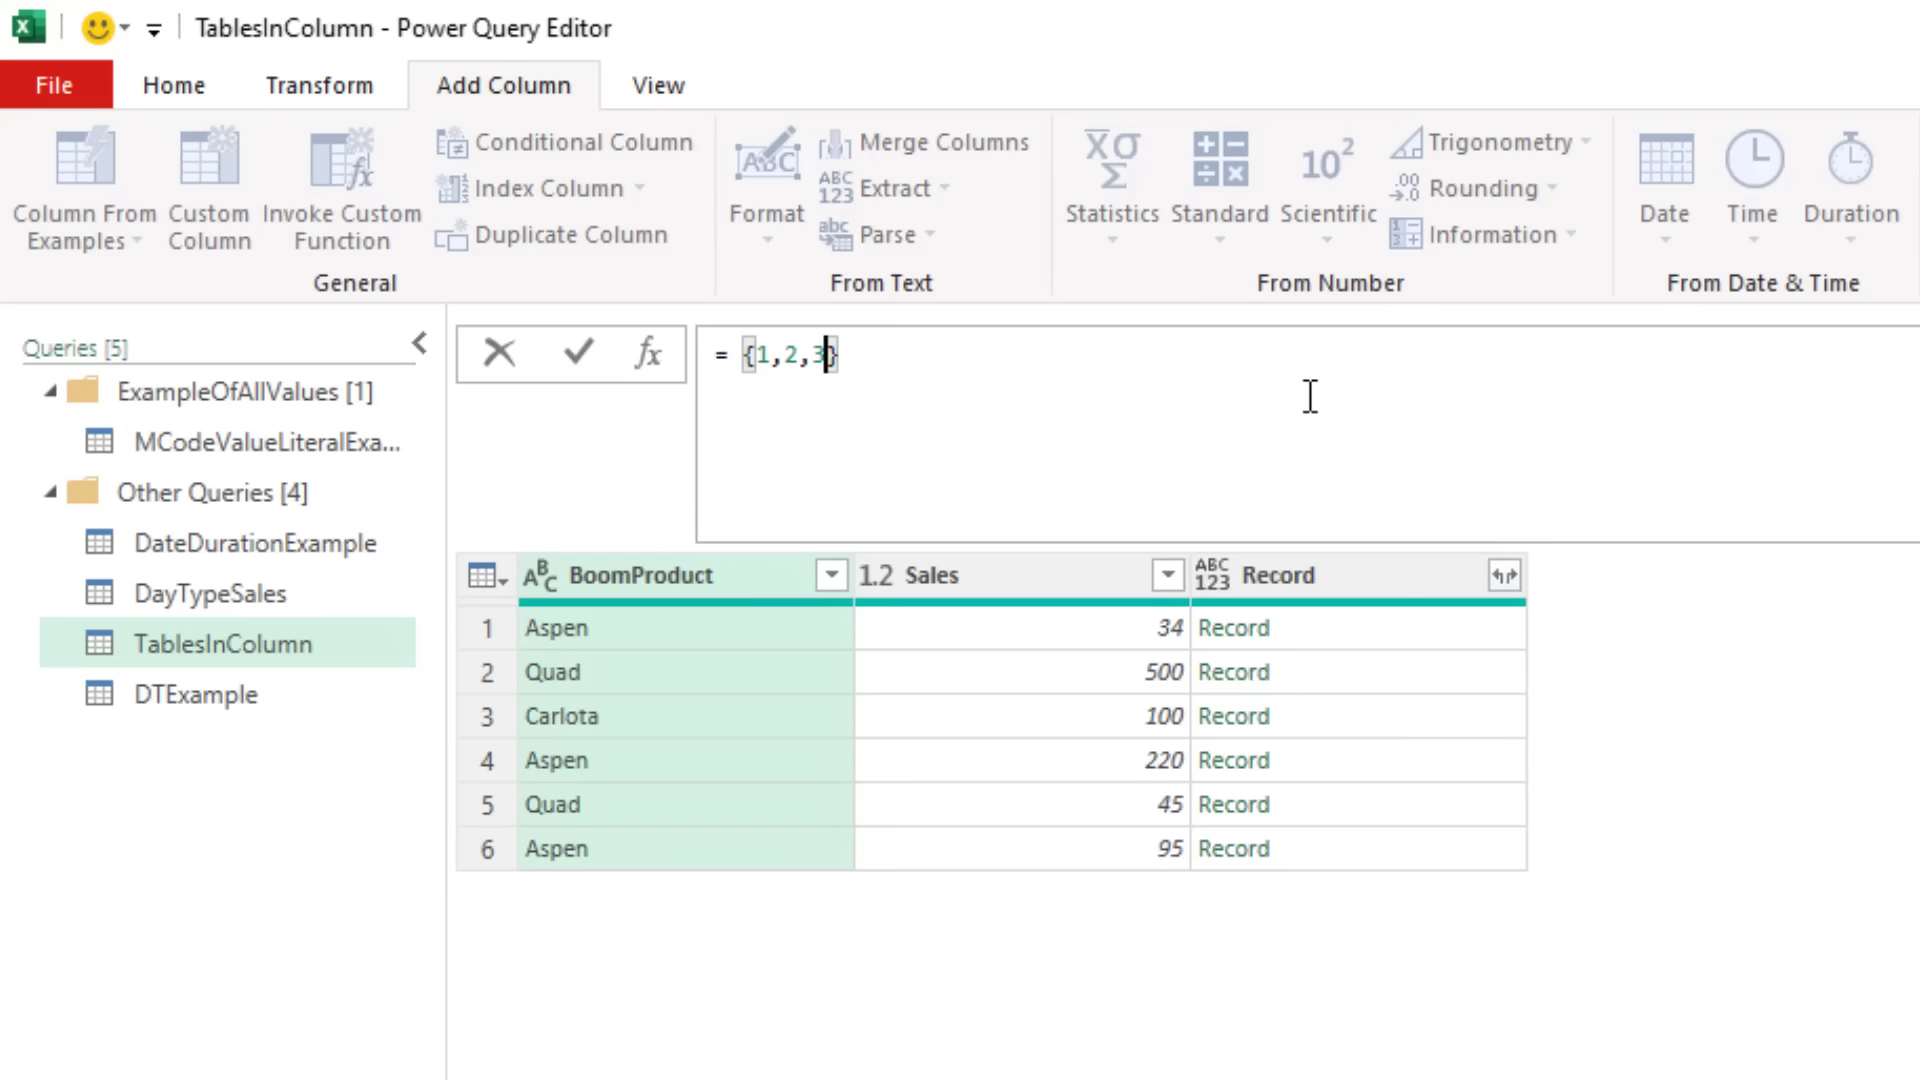 TablesInColumn - Power Query Editor
File Home Transform Add Column View
Column From Examples
Custom Column
Invoke Custom Function
Conditional Column
Index Column
Duplicate Column
General
ABC
Format
Merge Columns
ABC 123 Extract
abc Parse
From Text
X̄σ Σ
Statistics
Standard
10²
Scientific
Trigonometry
.00 →.0 Rounding
Information
From Number
Date
Time
Duration
From Date & Time
Queries [5]
ExampleOfAllValues [1]
MCodeValueLiteralExa...
Other Queries [4]
DateDurationExample
DayTypeSales
TablesInColumn
DTExample
fx
= {1,2,3}
ABC BoomProduct 1.2 Sales ABC 123 Record
1 Aspen 34 Record
2 Quad 500 Record
3 Carlota 100 Record
4 Aspen 220 Record
5 Quad 45 Record
6 Aspen 95 Record